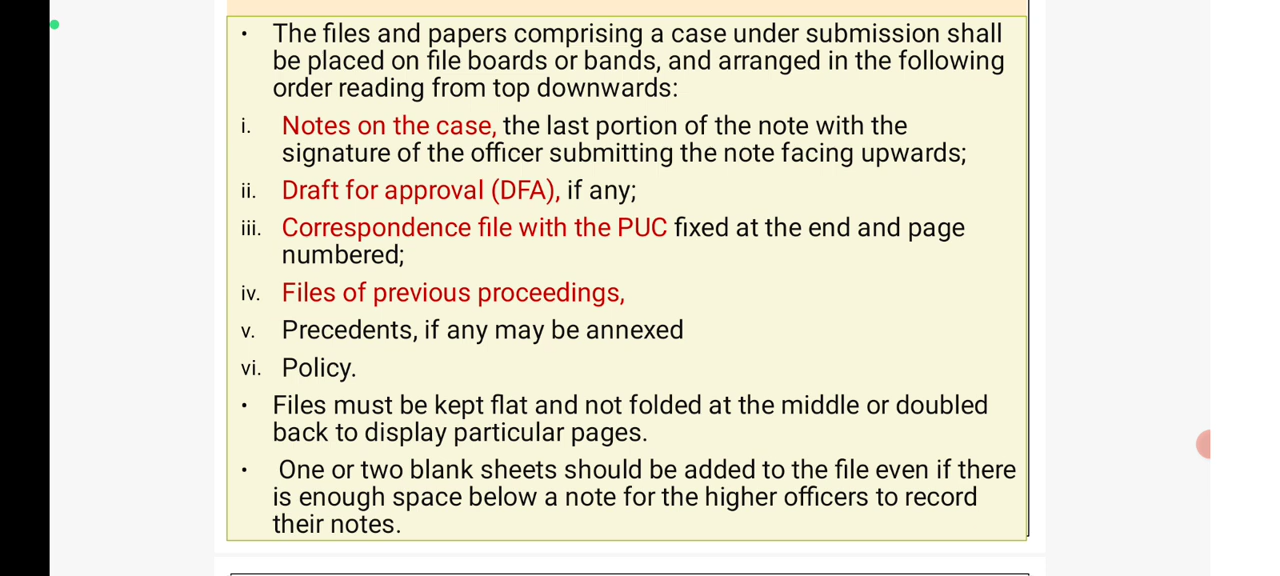 • The files and papers comprising a case under submission shall
be placed on file boards or bands, and arranged in the following
order reading from top downwards:
i. Notes on the case, the last portion of the note with the
signature of the officer submitting the note facing upwards;
ii. Draft for approval (DFA), if any;
iii. Correspondence file with the PUC fixed at the end and page
numbered;
iv. Files of previous proceedings,
v. Precedents, if any may be annexed
vi. Policy.
• Files must be kept flat and not folded at the middle or doubled
back to display particular pages.
• One or two blank sheets should be added to the file even if there
is enough space below a note for the higher officers to record
their notes.